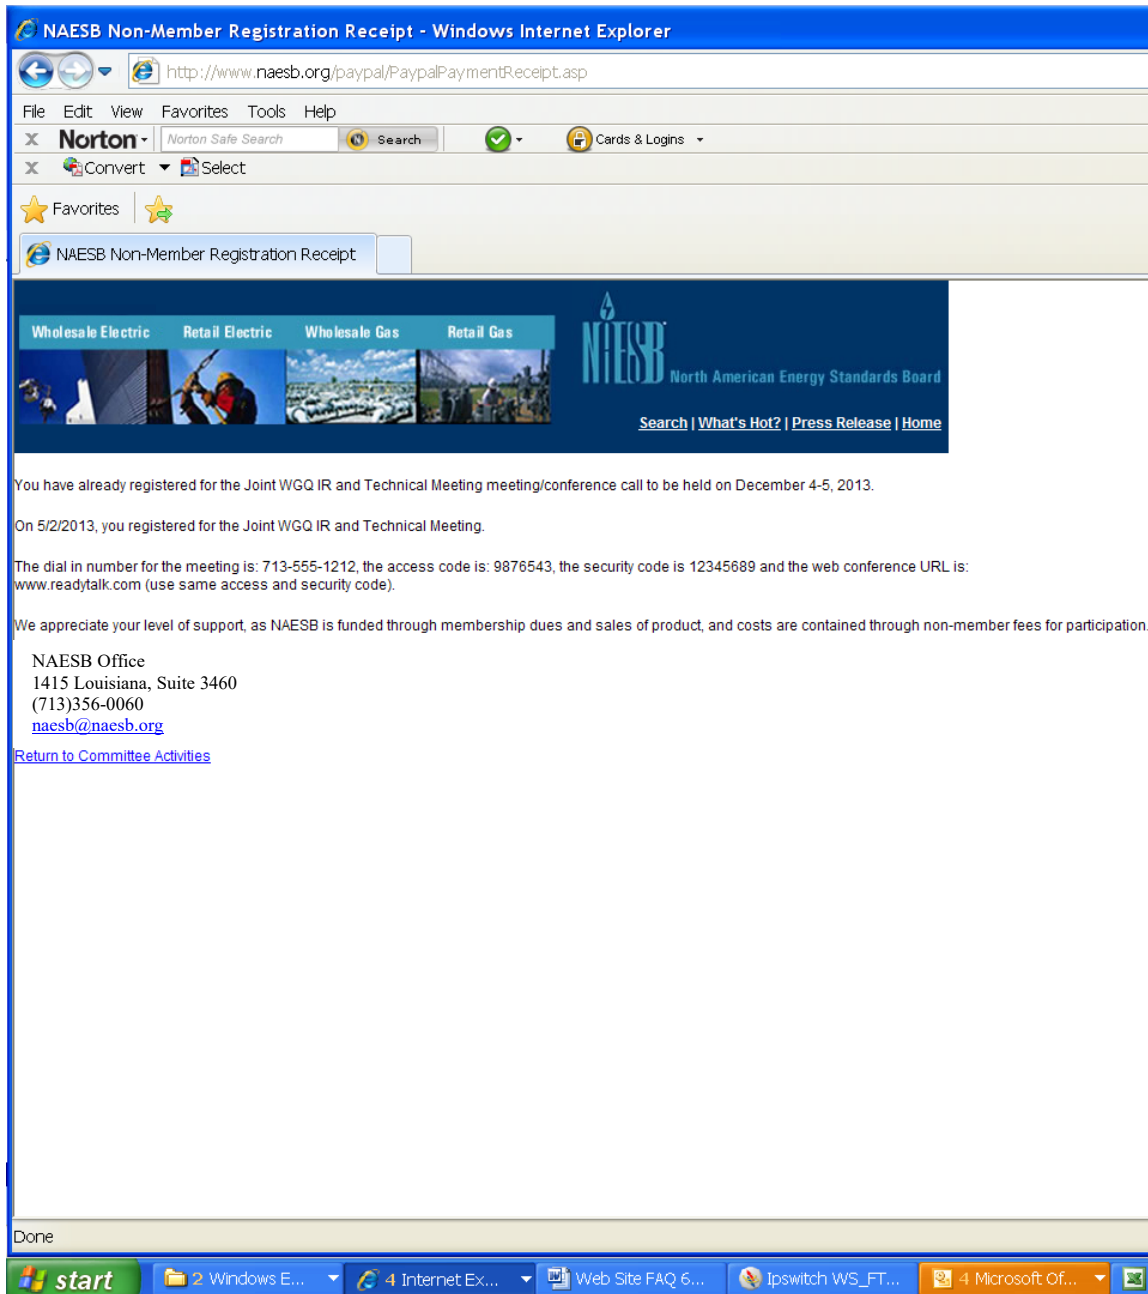 NAESB Non-Member Registration Receipt - Windows Internet Explorer
http://www.naesb.org/paypal/PaypalPaymentReceipt.asp
File Edit View Favorites Tools Help
x Norton Norton Safe Search Search Cards & Logins
x Convert Select
Favorites
NAESB Non-Member Registration Receipt
Wholesale Electric Retail Electric Wholesale Gas Retail Gas
NAESB
North American Energy Standards Board
Search | What's Hot? | Press Release | Home
You have already registered for the Joint WGQ IR and Technical Meeting meeting/conference call to be held on December 4-5, 2013.
On 5/2/2013, you registered for the Joint WGQ IR and Technical Meeting.
The dial in number for the meeting is: 713-555-1212, the access code is: 9876543, the security code is 12345689 and the web conference URL is:
www.readytalk.com (use same access and security code).
We appreciate your level of support, as NAESB is funded through membership dues and sales of product, and costs are contained through non-member fees for participation.
NAESB Office
1415 Louisiana, Suite 3460
(713)356-0060
naesb@naesb.org
Return to Committee Activities
Done
start 2 Windows E... 4 Internet Ex... Web Site FAQ 6... Ipswitch WS_FT... 4 Microsoft Of...